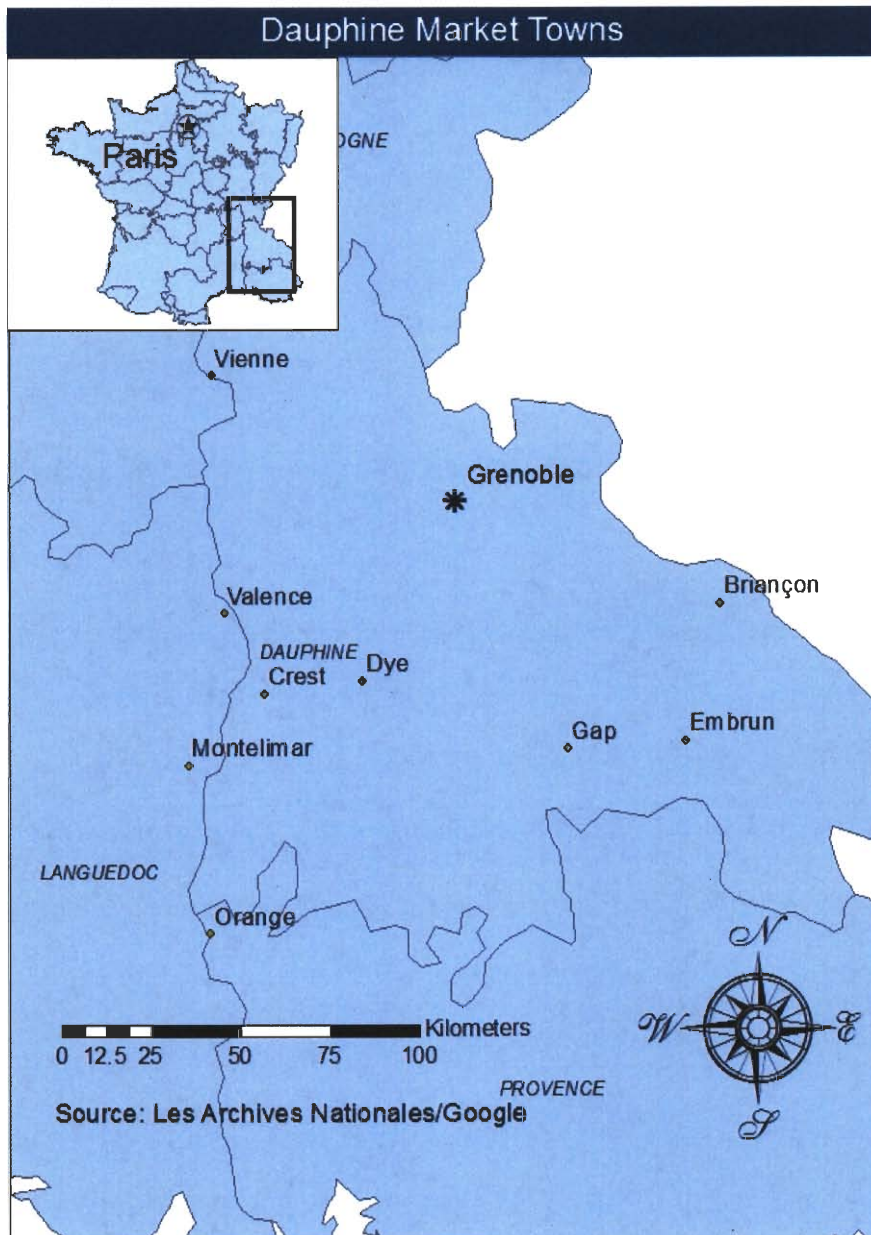 Dauphine Market Towns
Paris
OGNE
Vienne
Grenoble
Briançon
Valence
DAUPHINE
Dye
Crest
Gap
Embrun
Montelimar
LANGUEDOC
Orange
N
W
E
S
Kilometers
0 12.5 25 50 75 100
PROVENCE
Source: Les Archives Nationales/Google